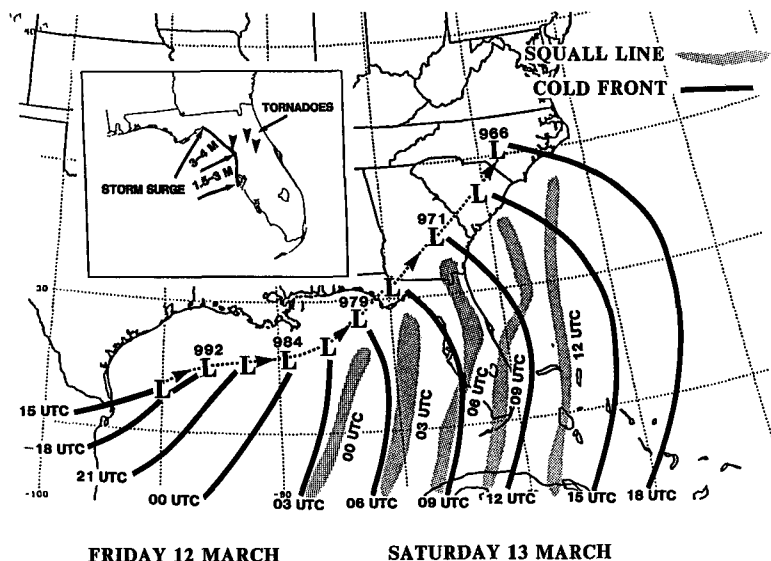 SQUALL LINE
COLD FRONT
TORNADOES
3–4 M
STORM SURGE
1.5–3 M
966
L
L
971
L
30
L
979
L
992
984
L
L
L
L
L
15 UTC
18 UTC
21 UTC
00 UTC
03 UTC
06 UTC
09 UTC
12 UTC
15 UTC
18 UTC
00 UTC
03 UTC
06 UTC
09 UTC
12 UTC
-100
-90
FRIDAY 12 MARCH
SATURDAY 13 MARCH